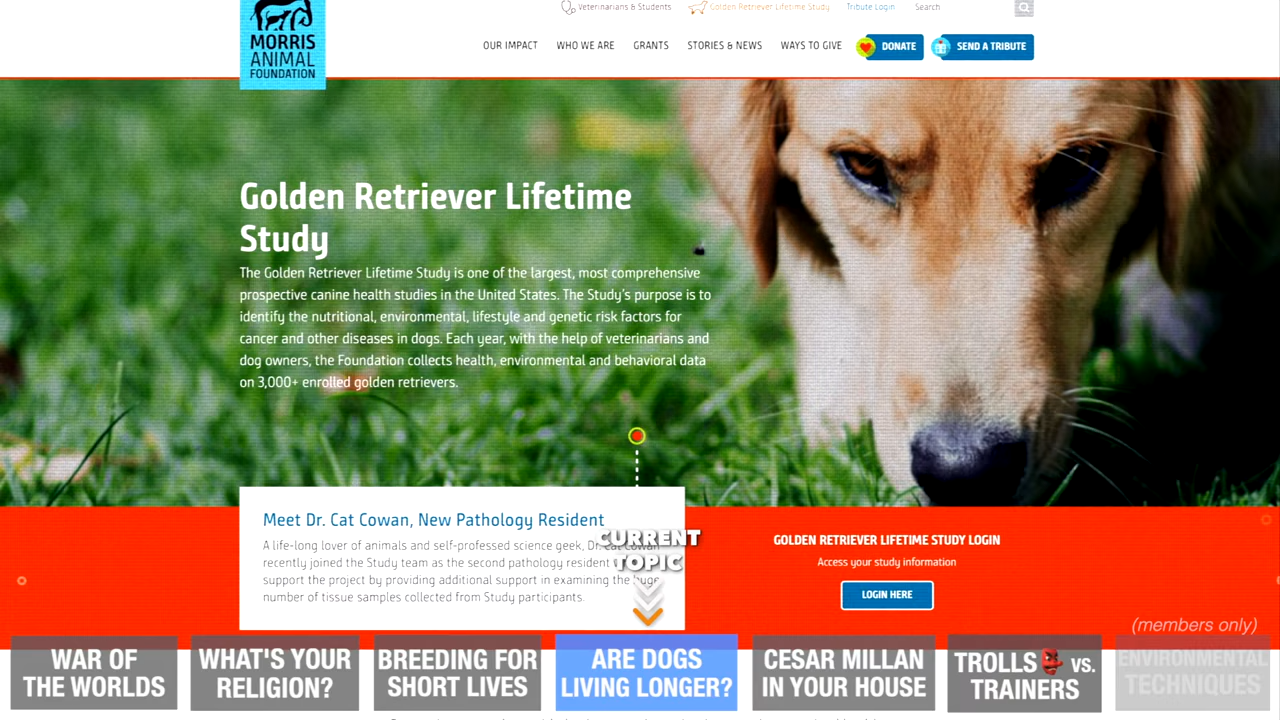 MORRIS
ANIMAL
FOUNDATION
Veterinarians & Students
Golden Retriever Lifetime Study
Tribute Login
Search
OUR IMPACT
WHO WE ARE
GRANTS
STORIES & NEWS
WAYS TO GIVE
DONATE
SEND A TRIBUTE
Golden Retriever Lifetime
Study
The Golden Retriever Lifetime Study is one of the largest, most comprehensive
prospective canine health studies in the United States. The Study's purpose is to
identify the nutritional, environmental, lifestyle and genetic risk factors for
cancer and other diseases in dogs. Each year, with the help of veterinarians and
dog owners, the Foundation collects health, environmental and behavioral data
on 3,000+ enrolled golden retrievers.
Meet Dr. Cat Cowan, New Pathology Resident
A life-long lover of animals and self-professed science geek, Dr. Cat Cowan
recently joined the Study team as the second pathology resident
support the project by providing additional support in examining the huge
number of tissue samples collected from Study participants.
CURRENT
TOPIC
GOLDEN RETRIEVER LIFETIME STUDY LOGIN
Access your study information
LOGIN HERE
(members only)
WAR OF
THE WORLDS
WHAT'S YOUR
RELIGION?
BREEDING FOR
SHORT LIVES
ARE DOGS
LIVING LONGER?
CESAR MILLAN
IN YOUR HOUSE
TROLLS VS.
TRAINERS
ENVIRONMENTAL
TECHNIQUES